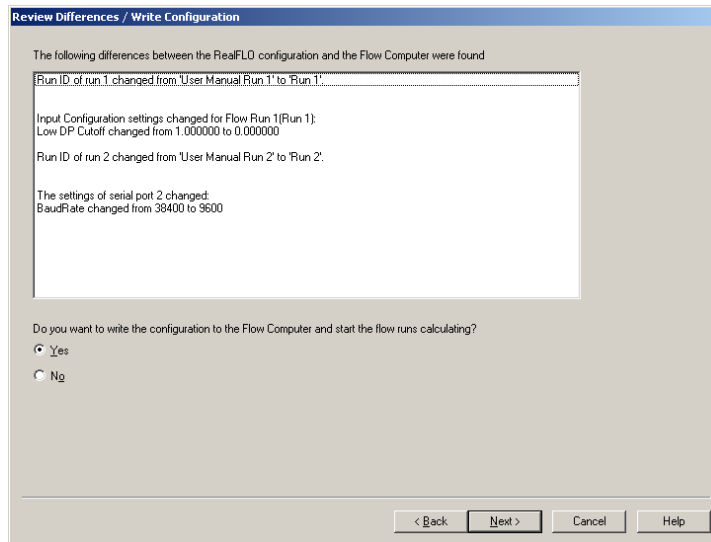 Review Differences / Write Configuration
The following differences between the RealFLO configuration and the Flow Computer were found
Run ID of run 1 changed from 'User Manual Run 1' to 'Run 1'.
Input Configuration settings changed for Flow Run 1(Run 1):
Low DP Cutoff changed from 1.000000 to 0.000000
Run ID of run 2 changed from 'User Manual Run 2' to 'Run 2'.
The settings of serial port 2 changed:
BaudRate changed from 38400 to 9600
Do you want to write the configuration to the Flow Computer and start the flow runs calculating?
Yes
No
< Back Next > Cancel Help